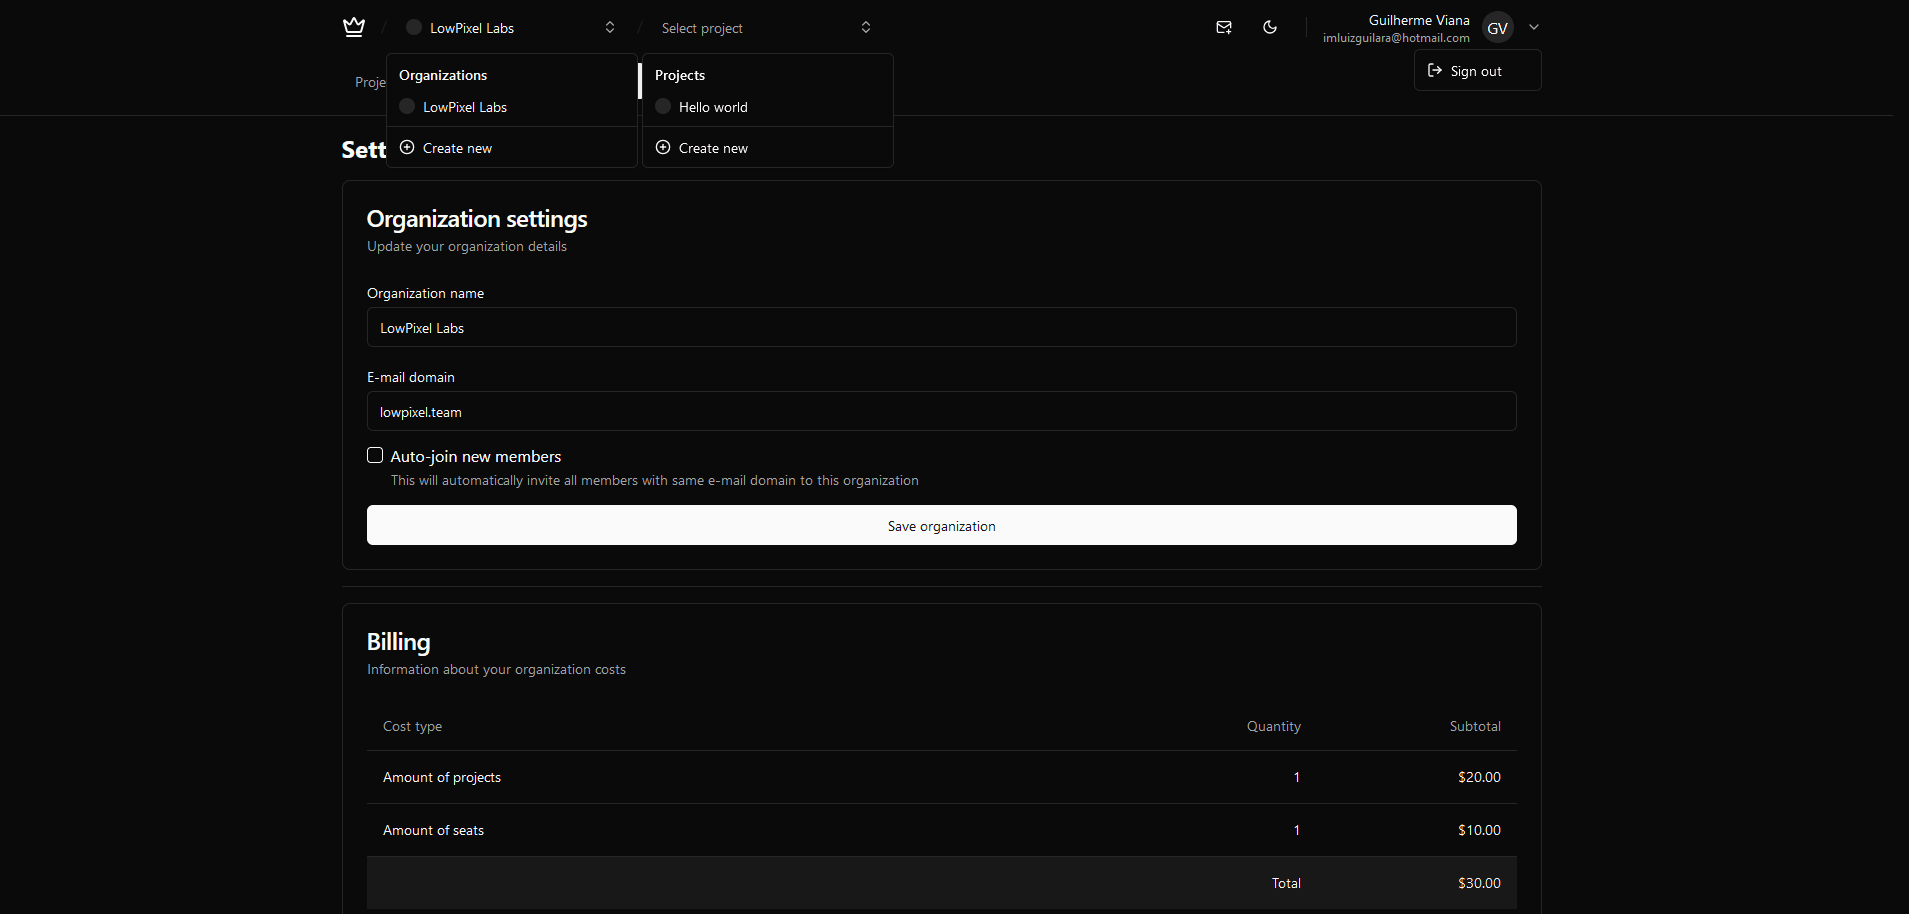 LowPixel Labs
Select project
Guilherme Viana
imluizguilara@hotmail.com
GV
Sign out
Proje
Organizations
LowPixel Labs
Create new
Projects
Hello world
Create new
Sett
Organization settings
Update your organization details
Organization name
LowPixel Labs
E-mail domain
lowpixel.team
Auto-join new members
This will automatically invite all members with same e-mail domain to this organization
Save organization
Billing
Information about your organization costs
Cost type Quantity Subtotal
Amount of projects 1 $20.00
Amount of seats 1 $10.00
Total $30.00